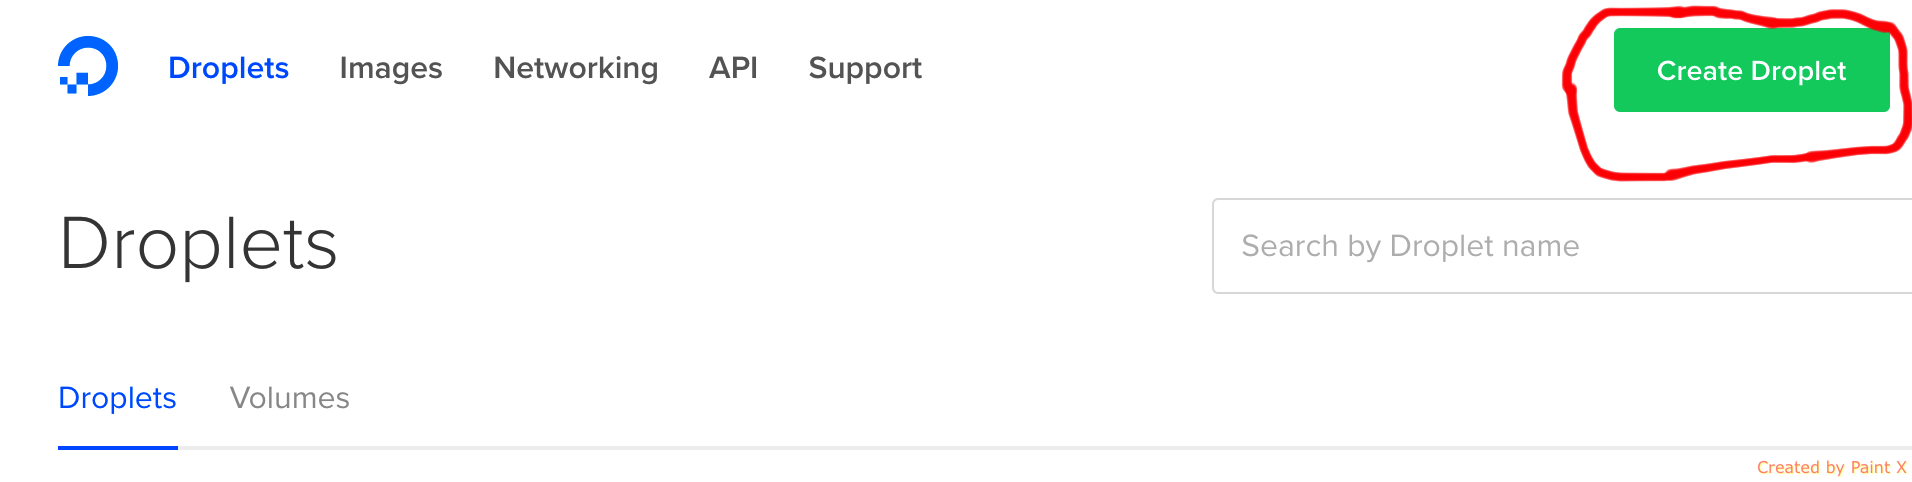 Droplets Images Networking API Support Create Droplet
Droplets Search by Droplet name
Droplets Volumes
Created by Paint X